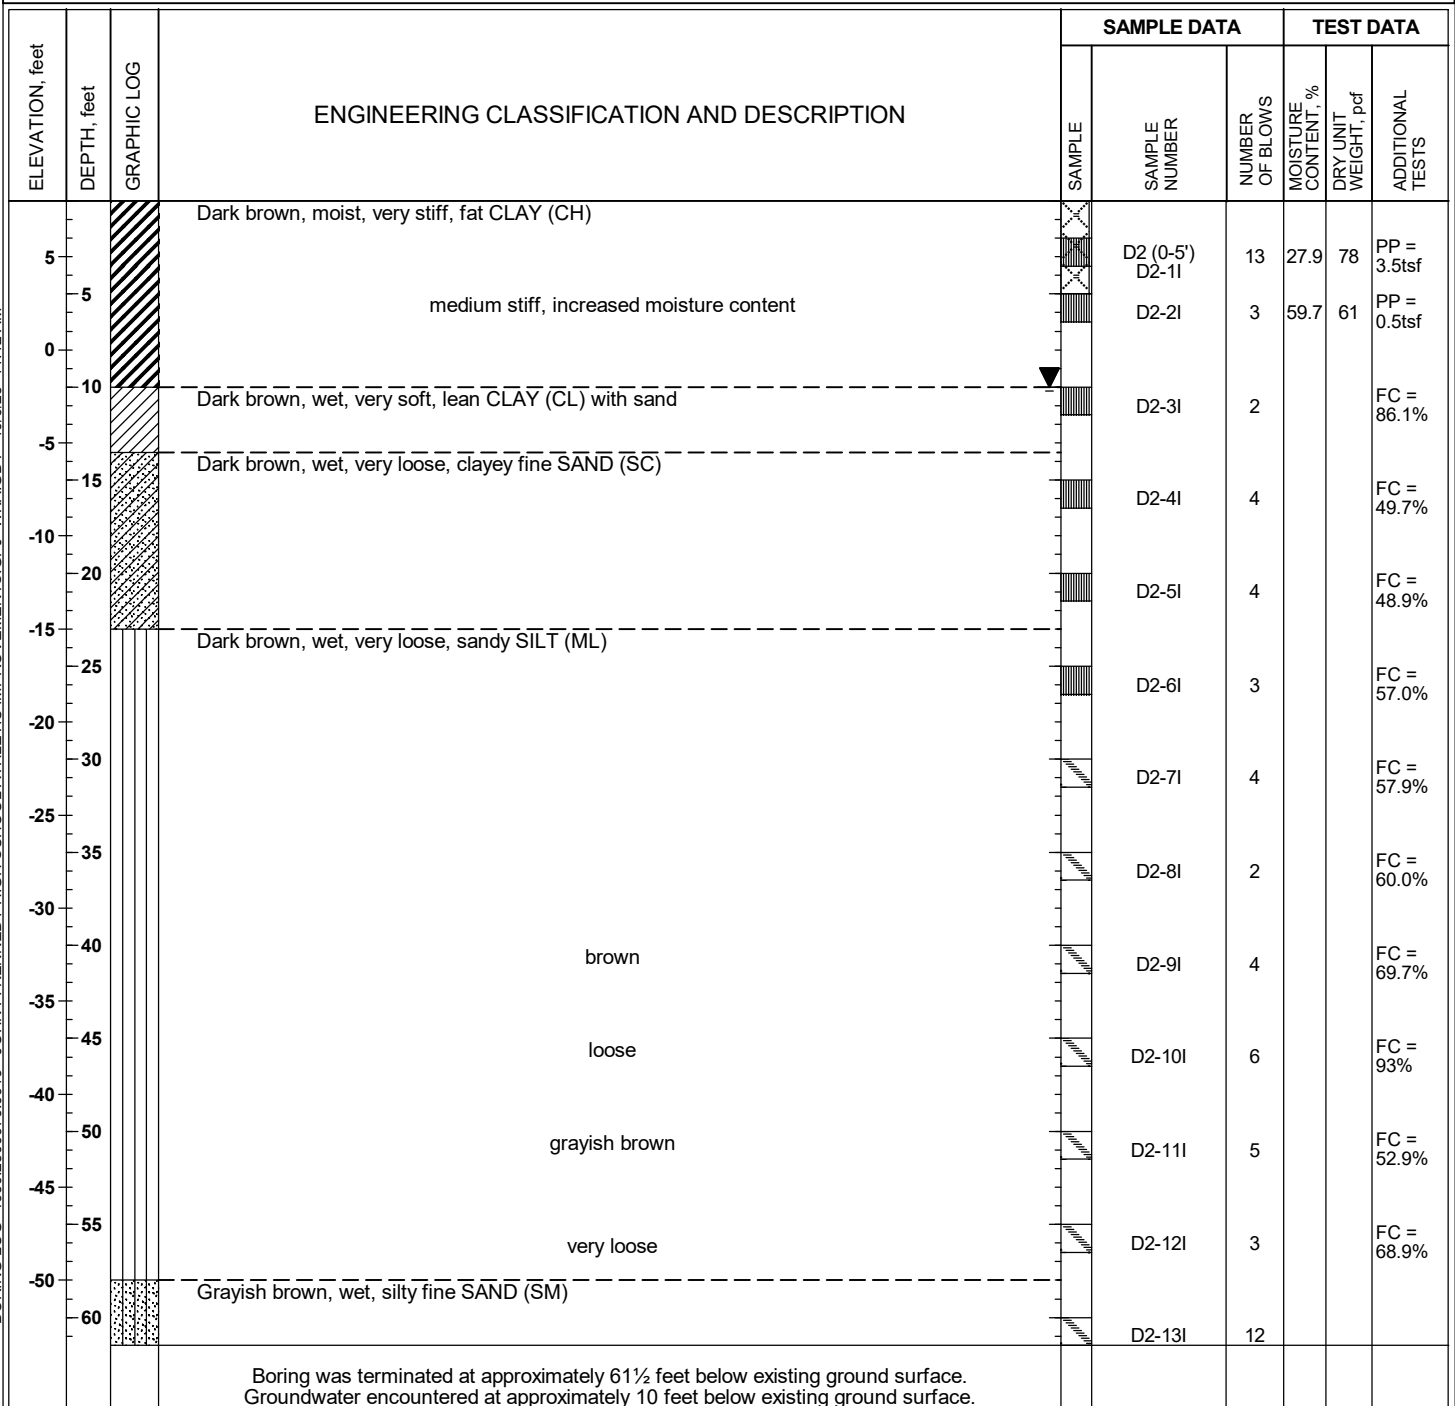 SAMPLE DATA TEST DATA
ELEVATION, feet
DEPTH, feet
GRAPHIC LOG
ENGINEERING CLASSIFICATION AND DESCRIPTION
SAMPLE
SAMPLE
NUMBER
NUMBER
OF BLOWS
MOISTURE
CONTENT, %
DRY UNIT
WEIGHT, pcf
ADDITIONAL
TESTS
Dark brown, moist, very stiff, fat CLAY (CH)
5 D2 (0-5') 13 27.9 78 PP =
D2-1I 3.5tsf
5 medium stiff, increased moisture content D2-2I 3 59.7 61 PP =
0.5tsf
0
10
Dark brown, wet, very soft, lean CLAY (CL) with sand D2-3I 2 FC =
86.1%
-5
Dark brown, wet, very loose, clayey fine SAND (SC)
15 D2-4I 4 FC =
49.7%
-10
20 D2-5I 4 FC =
48.9%
-15
Dark brown, wet, very loose, sandy SILT (ML)
25 D2-6I 3 FC =
57.0%
-20
30 D2-7I 4 FC =
57.9%
-25
35 D2-8I 2 FC =
60.0%
-30
40 brown D2-9I 4 FC =
69.7%
-35
45 loose D2-10I 6 FC =
93%
-40
50 grayish brown D2-11I 5 FC =
52.9%
-45
55 very loose D2-12I 3 FC =
68.9%
-50
Grayish brown, wet, silty fine SAND (SM)
60 D2-13I 12
Boring was terminated at approximately 61½ feet below existing ground surface.
Groundwater encountered at approximately 10 feet below existing ground surface.